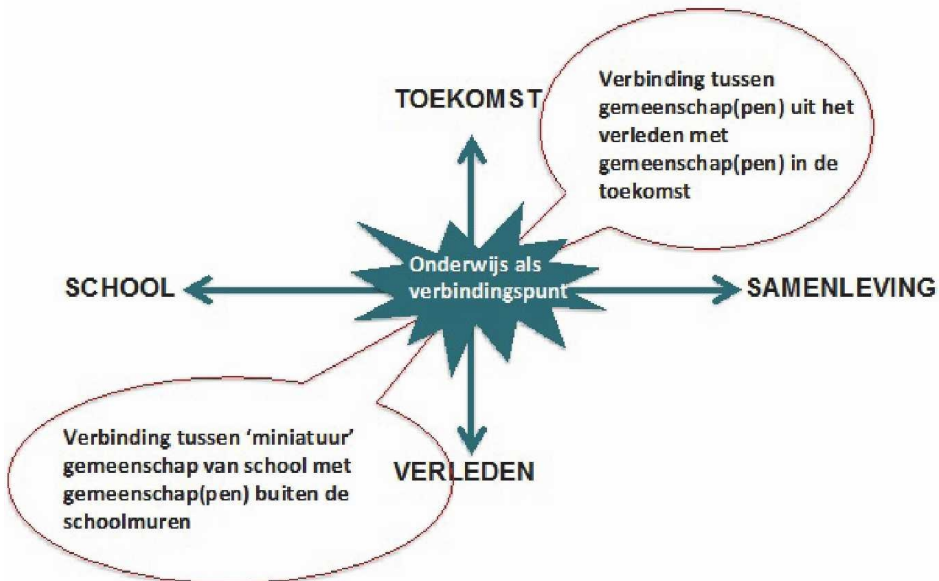 TOEKOMST
Verbinding tussen
gemeenschap(pen) uit het
verleden met
gemeenschap(pen) in de
toekomst
SCHOOL
Onderwijs als
verbindingspunt
SAMENLEVING
Verbinding tussen ‘miniatuur’
gemeenschap van school met
gemeenschap(pen) buiten de
schoolmuren
VERLEDEN